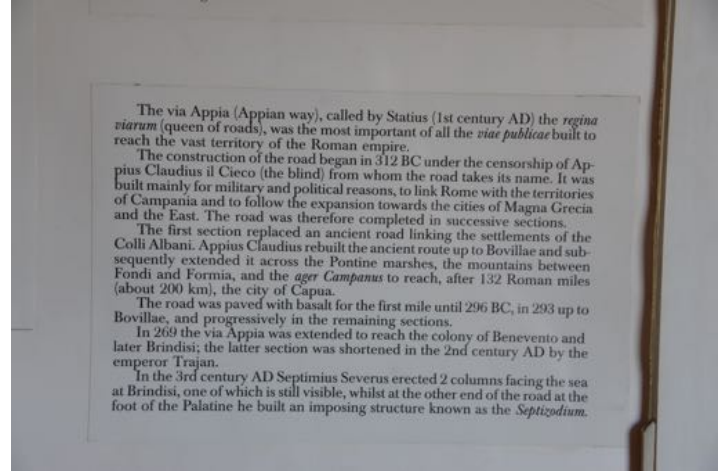 The via Appia (Appian way), called by Statius (1st century AD) the regina
viarum (queen of roads), was the most important of all the viae publicae built to
reach the vast territory of the Roman empire.
The construction of the road began in 312 BC under the censorship of Ap-
pius Claudius il Cieco (the blind) from whom the road takes its name. It was
built mainly for military and political reasons, to link Rome with the territories
of Campania and to follow the expansion towards the cities of Magna Grecia
and the East. The road was therefore completed in successive sections.
The first section replaced an ancient road linking the settlements of the
Colli Albani. Appius Claudius rebuilt the ancient route up to Bovillae and sub-
sequently extended it across the Pontine marshes, the mountains between
Fondi and Formia, and the ager Campanus to reach, after 132 Roman miles
(about 200 km), the city of Capua.
The road was paved with basalt for the first mile until 296 BC, in 293 up to
Bovillae, and progressively in the remaining sections.
In 269 the via Appia was extended to reach the colony of Benevento and
later Brindisi; the latter section was shortened in the 2nd century AD by the
emperor Trajan.
In the 3rd century AD Septimius Severus erected 2 columns facing the sea
at Brindisi, one of which is still visible, whilst at the other end of the road at the
foot of the Palatine he built an imposing structure known as the Septizodium.